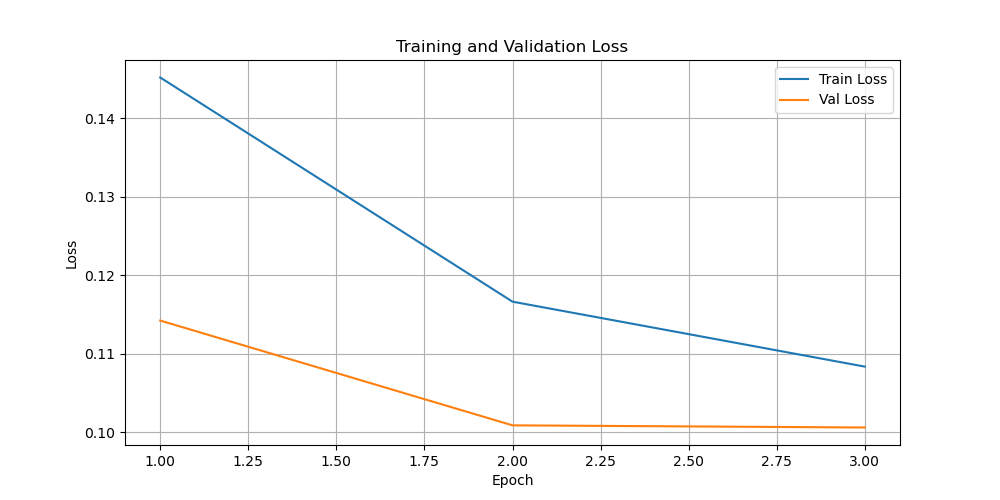 Training and Validation Loss
Train Loss
Val Loss
Loss
0.14
0.13
0.12
0.11
0.10
1.00 1.25 1.50 1.75 2.00 2.25 2.50 2.75 3.00
Epoch